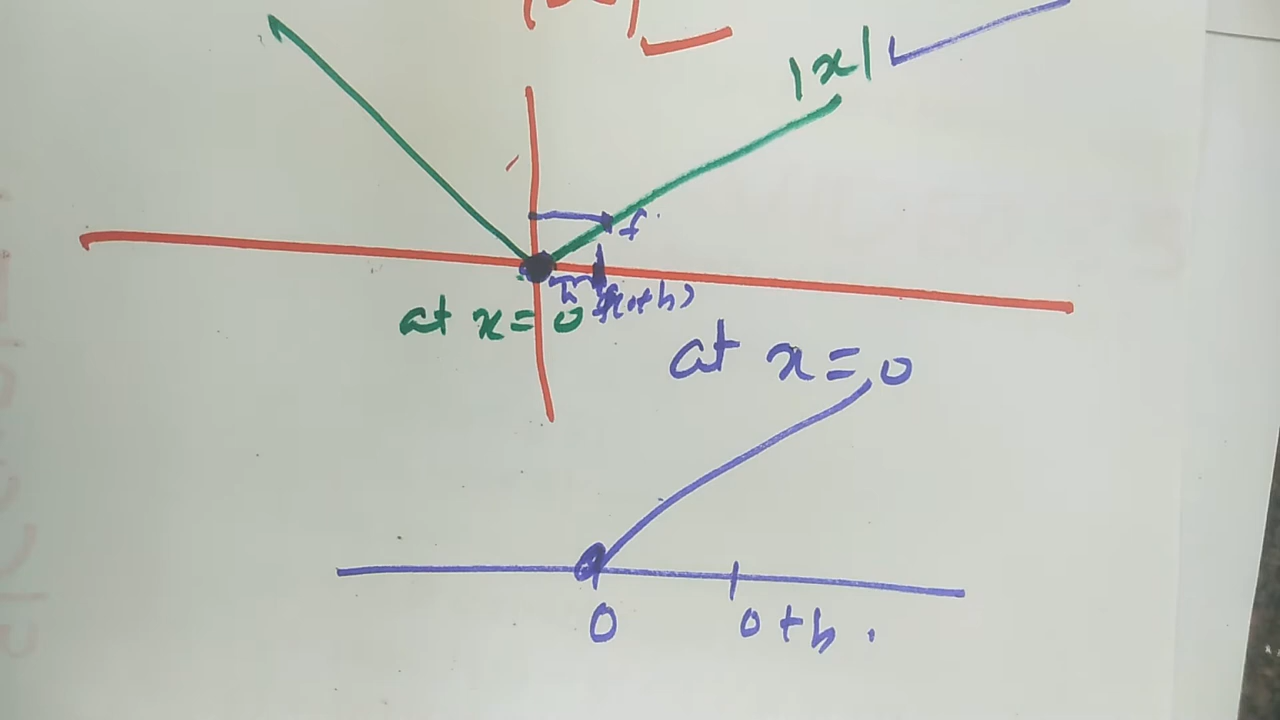 |x|
f
h
at x = 0
at x = 0
0 0 + h .